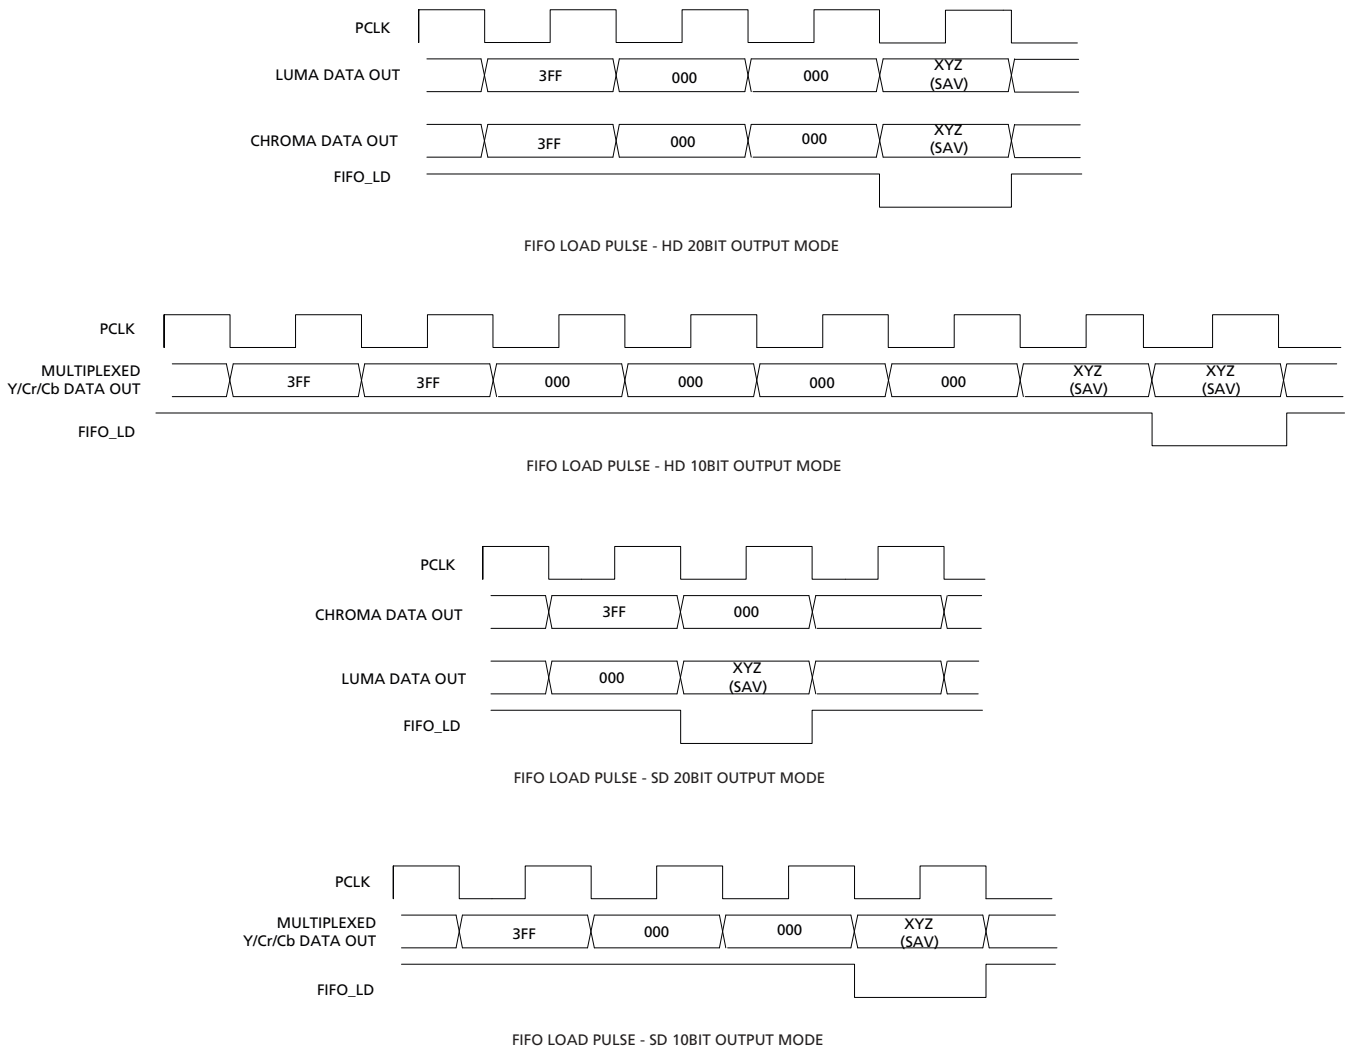 PCLK
LUMA DATA OUT
3FF
000
000
XYZ
(SAV)
CHROMA DATA OUT
3FF
000
000
XYZ
(SAV)
FIFO_LD
FIFO LOAD PULSE - HD 20BIT OUTPUT MODE
PCLK
MULTIPLEXED
Y/Cr/Cb DATA OUT
3FF
3FF
000
000
000
000
XYZ
(SAV)
XYZ
(SAV)
FIFO_LD
FIFO LOAD PULSE - HD 10BIT OUTPUT MODE
PCLK
CHROMA DATA OUT
3FF
000
LUMA DATA OUT
000
XYZ
(SAV)
FIFO_LD
FIFO LOAD PULSE - SD 20BIT OUTPUT MODE
PCLK
MULTIPLEXED
Y/Cr/Cb DATA OUT
3FF
000
000
XYZ
(SAV)
FIFO_LD
FIFO LOAD PULSE - SD 10BIT OUTPUT MODE